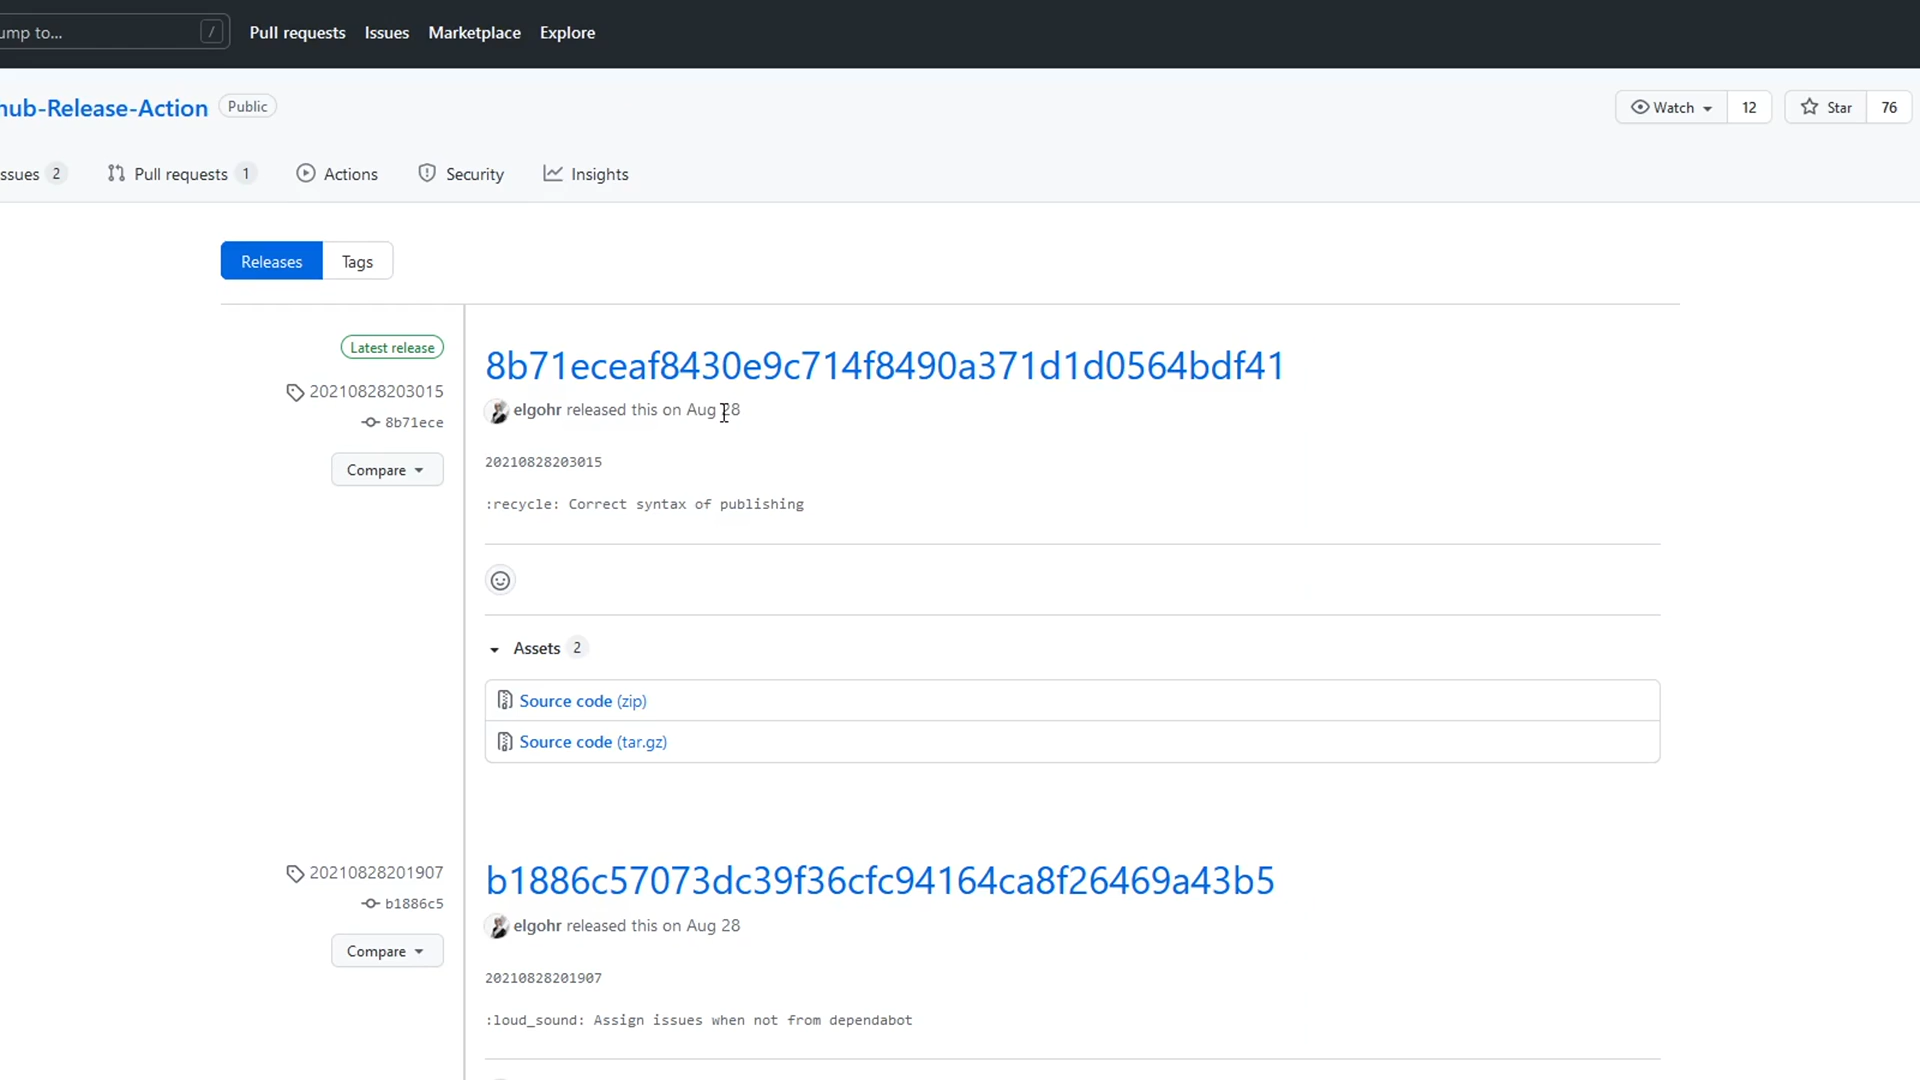 ump to... /
Pull requests Issues Marketplace Explore
hub-Release-Action Public
Watch 12 Star 76
ssues 2 Pull requests 1 Actions Security Insights
Releases Tags
Latest release
20210828203015
8b71ece
Compare
8b71eceaf8430e9c714f8490a371d1d0564bdf41
elgohr released this on Aug 28
20210828203015
:recycle: Correct syntax of publishing
Assets 2
Source code (zip)
Source code (tar.gz)
20210828201907
b1886c5
Compare
b1886c57073dc39f36cfc94164ca8f26469a43b5
elgohr released this on Aug 28
20210828201907
:loud_sound: Assign issues when not from dependabot